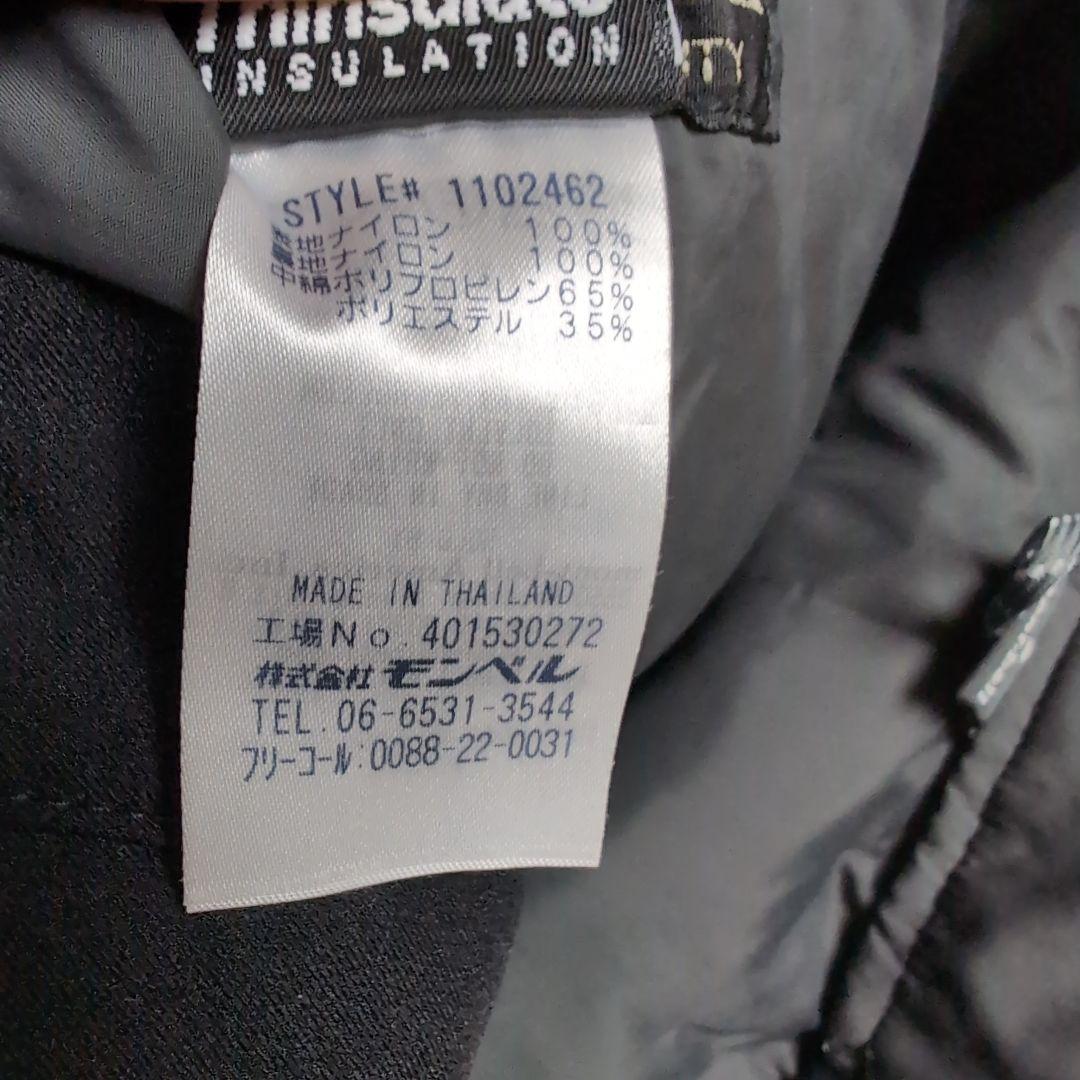 Thinsulate
INSULATION
ITY
STYLE# 1102462
表地ナイロン 100%
裏地ナイロン 100%
中綿ポリプロピレン65%
ポリエステル 35%
MADE IN THAILAND
工場No.401530272
株式会社モンベル
TEL.06-6531-3544
フリーコール:0088-22-0031